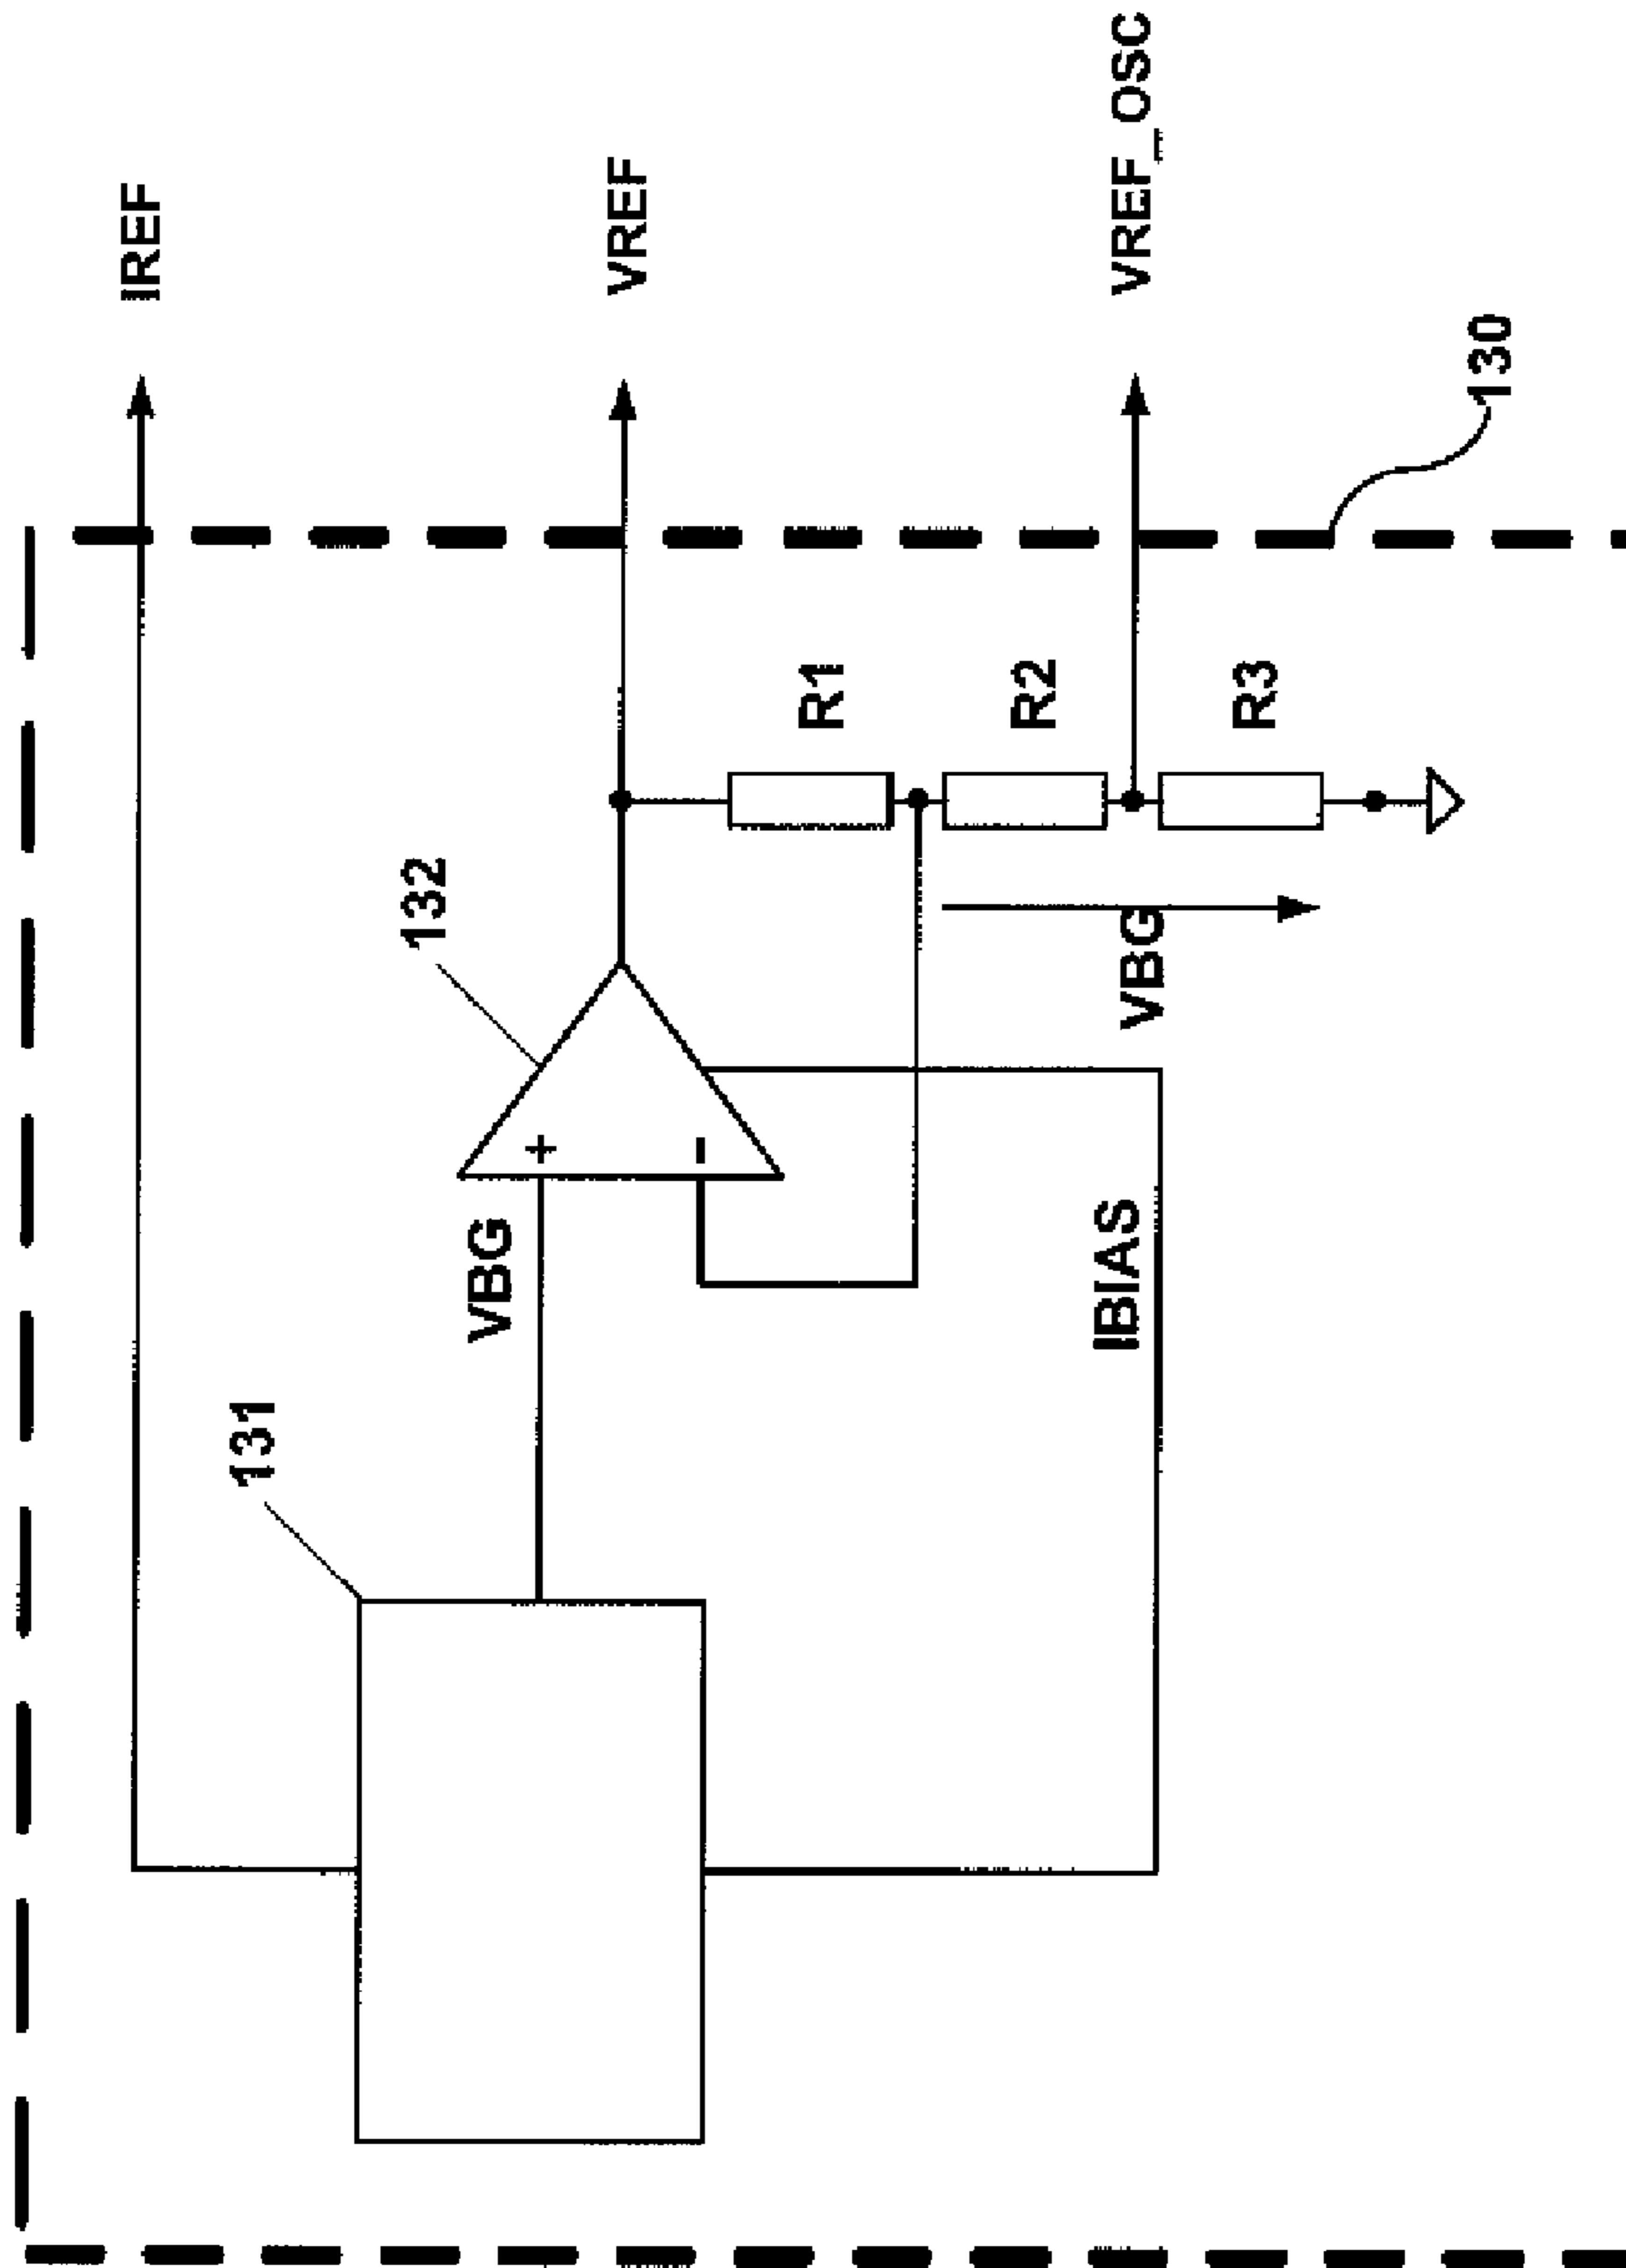 IREF
131
132
VBG
+
-
VREF
R1
R2
VBG
IBIAS
VREF_OSC
R3
130